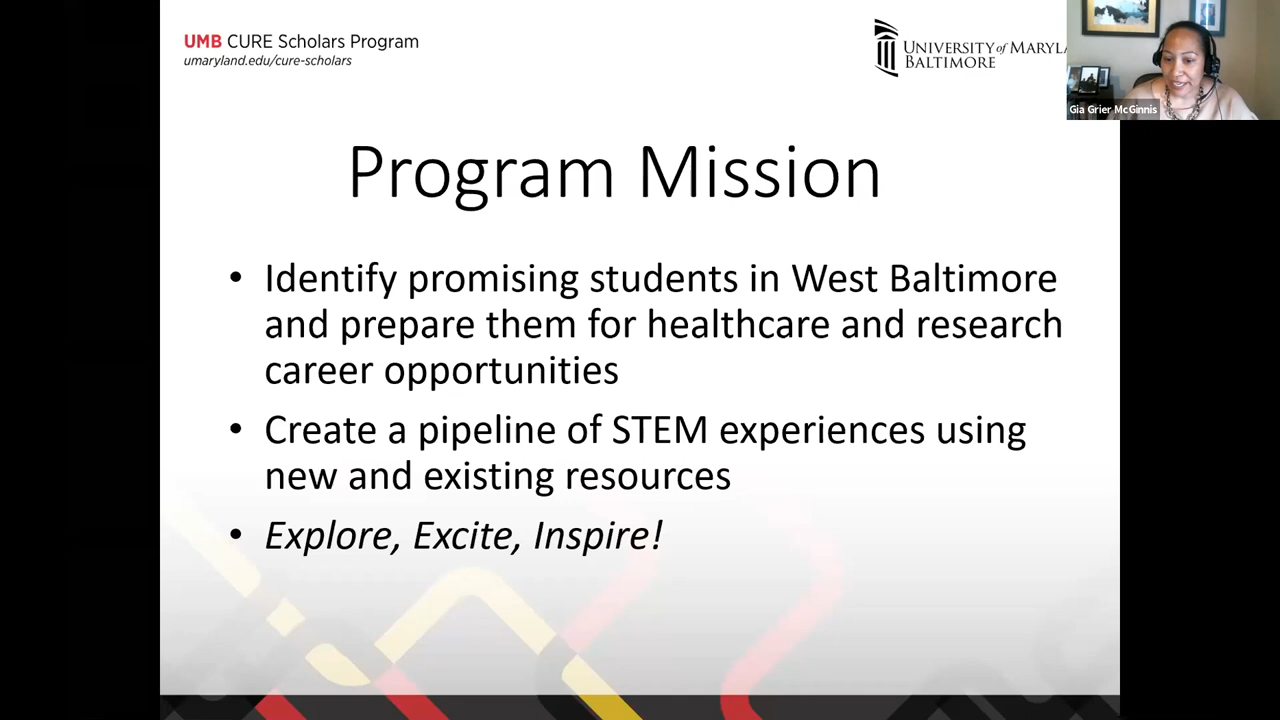 UMB CURE Scholars Program
umaryland.edu/cure-scholars
UNIVERSITY of MARYL
BALTIMORE
Gia Grier McGinnis
Program Mission
• Identify promising students in West Baltimore
and prepare them for healthcare and research
career opportunities
• Create a pipeline of STEM experiences using
new and existing resources
• Explore, Excite, Inspire!